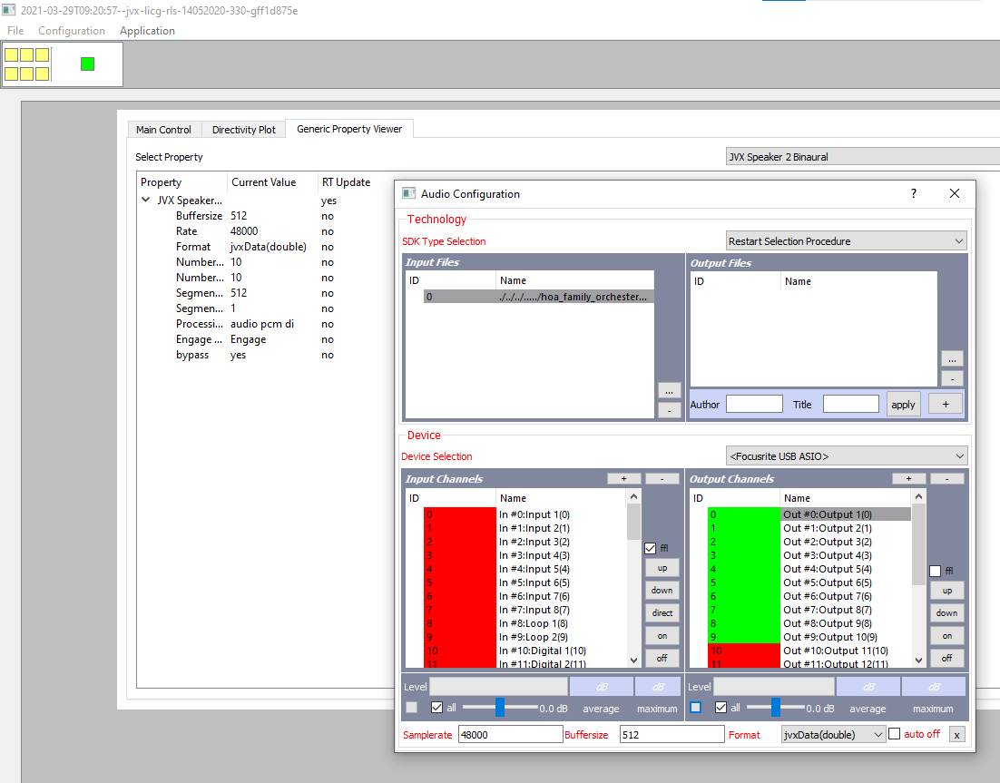 2021-03-29T09:20:57--jvx-licg-rls-14052020-330-gff1d875e
File Configuration Application
Main Control Directivity Plot Generic Property Viewer
Select Property JVX Speaker 2 Binaural
Property Current Value RT Update
JVX Speaker... yes
Buffersize 512 no
Rate 48000 no
Format jvxData(double) no
Number... 10 no
Number... 10 no
Segmen... 512 no
Segmen... 1 no
Processi... audio pcm di no
Engage ... Engage no
bypass yes no
Audio Configuration ?
Technology
SDK Type Selection Restart Selection Procedure
Input Files
ID Name
0 ./../../...../hoa_family_orchester...
...
-
Output Files
ID Name
...
-
Author Title apply +
Device
Device Selection <Focusrite USB ASIO>
Input Channels + -
ID Name
0 In #0:Input 1(0)
1 In #1:Input 2(1)
2 In #2:Input 3(2)
3 In #3:Input 4(3)
4 In #4:Input 5(4)
5 In #5:Input 6(5)
6 In #6:Input 7(6)
7 In #7:Input 8(7)
8 In #8:Loop 1(8)
9 In #9:Loop 2(9)
10 In #10:Digital 1(10)
11 In #11:Digital 2(11)
ffl
up
down
direct
on
off
Output Channels + -
ID Name
0 Out #0:Output 1(0)
1 Out #1:Output 2(1)
2 Out #2:Output 3(2)
3 Out #3:Output 4(3)
4 Out #4:Output 5(4)
5 Out #5:Output 6(5)
6 Out #6:Output 7(6)
7 Out #7:Output 8(7)
8 Out #8:Output 9(8)
9 Out #9:Output 10(9)
10 Out #10:Output 11(10)
11 Out #11:Output 12(11)
ffl
up
down
on
off
Level dB dB
all 0.0 dB average maximum
Level dB dB
all 0.0 dB average maximum
Samplerate 48000 Buffersize 512 Format jvxData(double) auto off x